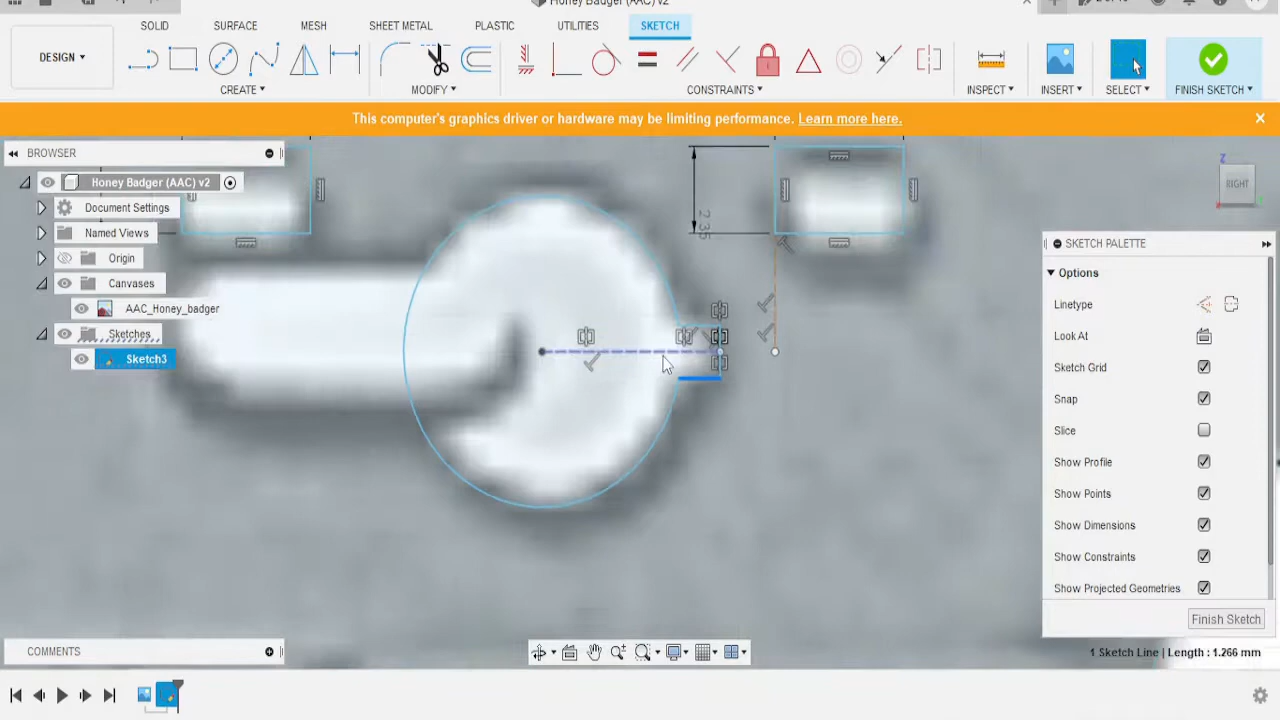 Honey Badger (AAC) v2
SOLID SURFACE MESH SHEET METAL PLASTIC UTILITIES SKETCH
DESIGN
CREATE MODIFY CONSTRAINTS INSPECT INSERT SELECT FINISH SKETCH
This computer's graphics driver or hardware may be limiting performance. Learn more here.
BROWSER
Honey Badger (AAC) v2
Document Settings
Named Views
Origin
Canvases
AAC_Honey_badger
Sketches
Sketch3
2.35
Z
RIGHT
SKETCH PALETTE
Options
Linetype
Look At
Sketch Grid
Snap
Slice
Show Profile
Show Points
Show Dimensions
Show Constraints
Show Projected Geometries
Finish Sketch
COMMENTS
1 Sketch Line | Length : 1.266 mm